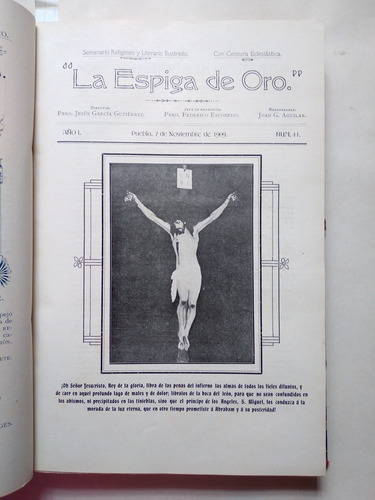 Semanario Religioso y Literario Ilustrado. Con Censura Eclesiástica.
"La Espiga de Oro."
DIRECTOR: JEFE DE REDACCION: RESPONSABLE:
PBRO. JESÚS GARCÍA GUTIÉRREZ. PBRO. FEDERICO ESCOBEDO. JUAN G. AGUILAR.
AÑO I. Puebla, 7 de Noviembre de 1909. NUM. 11.
¡Oh Señor Jesucristo, Rey de la gloria, libra de las penas del infierno las almas de todos los fieles difuntos, y
de caer en aquel profundo lago de males y de dolor; líbralos de la boca del león, para que no sean confundidos en
los abismos, ni precipitados en las tinieblas, sino que el príncipe de los Angeles, S. Miguel, los conduzca á la
morada de la luz eterna, que en otro tiempo prometiste á Abraham y á su posteridad!